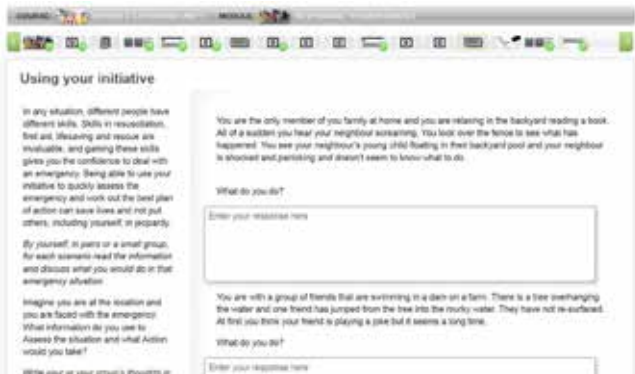 COURSE:
MODULE:
Using your initiative
In any situation, different people have
different skills. Skills in resuscitation,
first aid, lifesaving and rescue are
invaluable, and gaining these skills
gives you the confidence to deal with
an emergency. Being able to use your
initiative to quickly assess the
emergency and work out the best plan
of action can save lives and not put
others, including yourself, in jeopardy.
By yourself, in pairs or a small group,
for each scenario read the information
and discuss what you would do in that
emergency situation.
Imagine you are at the location and
you are faced with the emergency.
What information do you use to
Assess the situation and what Action
would you take?
Write your or your group's thoughts in
You are the only member of you family at home and you are relaxing in the backyard reading a book.
All of a sudden you hear your neighbour screaming. You look over the fence to see what has
happened. You see your neighbour's young child floating in their backyard pool and your neighbour
is shocked and panicking and doesn't seem to know what to do.
What do you do?
Enter your response here
You are with a group of friends that are swimming in a dam on a farm. There is a tree overhanging
the water and one friend has jumped from the tree into the murky water. They have not re-surfaced.
At first you think your friend is playing a joke but it seems a long time.
What do you do?
Enter your response here